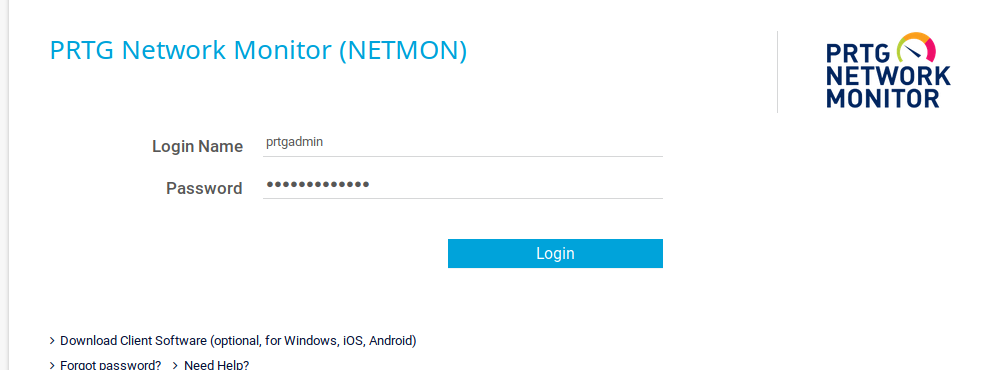 PRTG Network Monitor (NETMON)
PRTG
NETWORK
MONITOR
Login Name prtgadmin
Password •••••••••••••
Login
Download Client Software (optional, for Windows, iOS, Android)
Forgot password? Need Help?